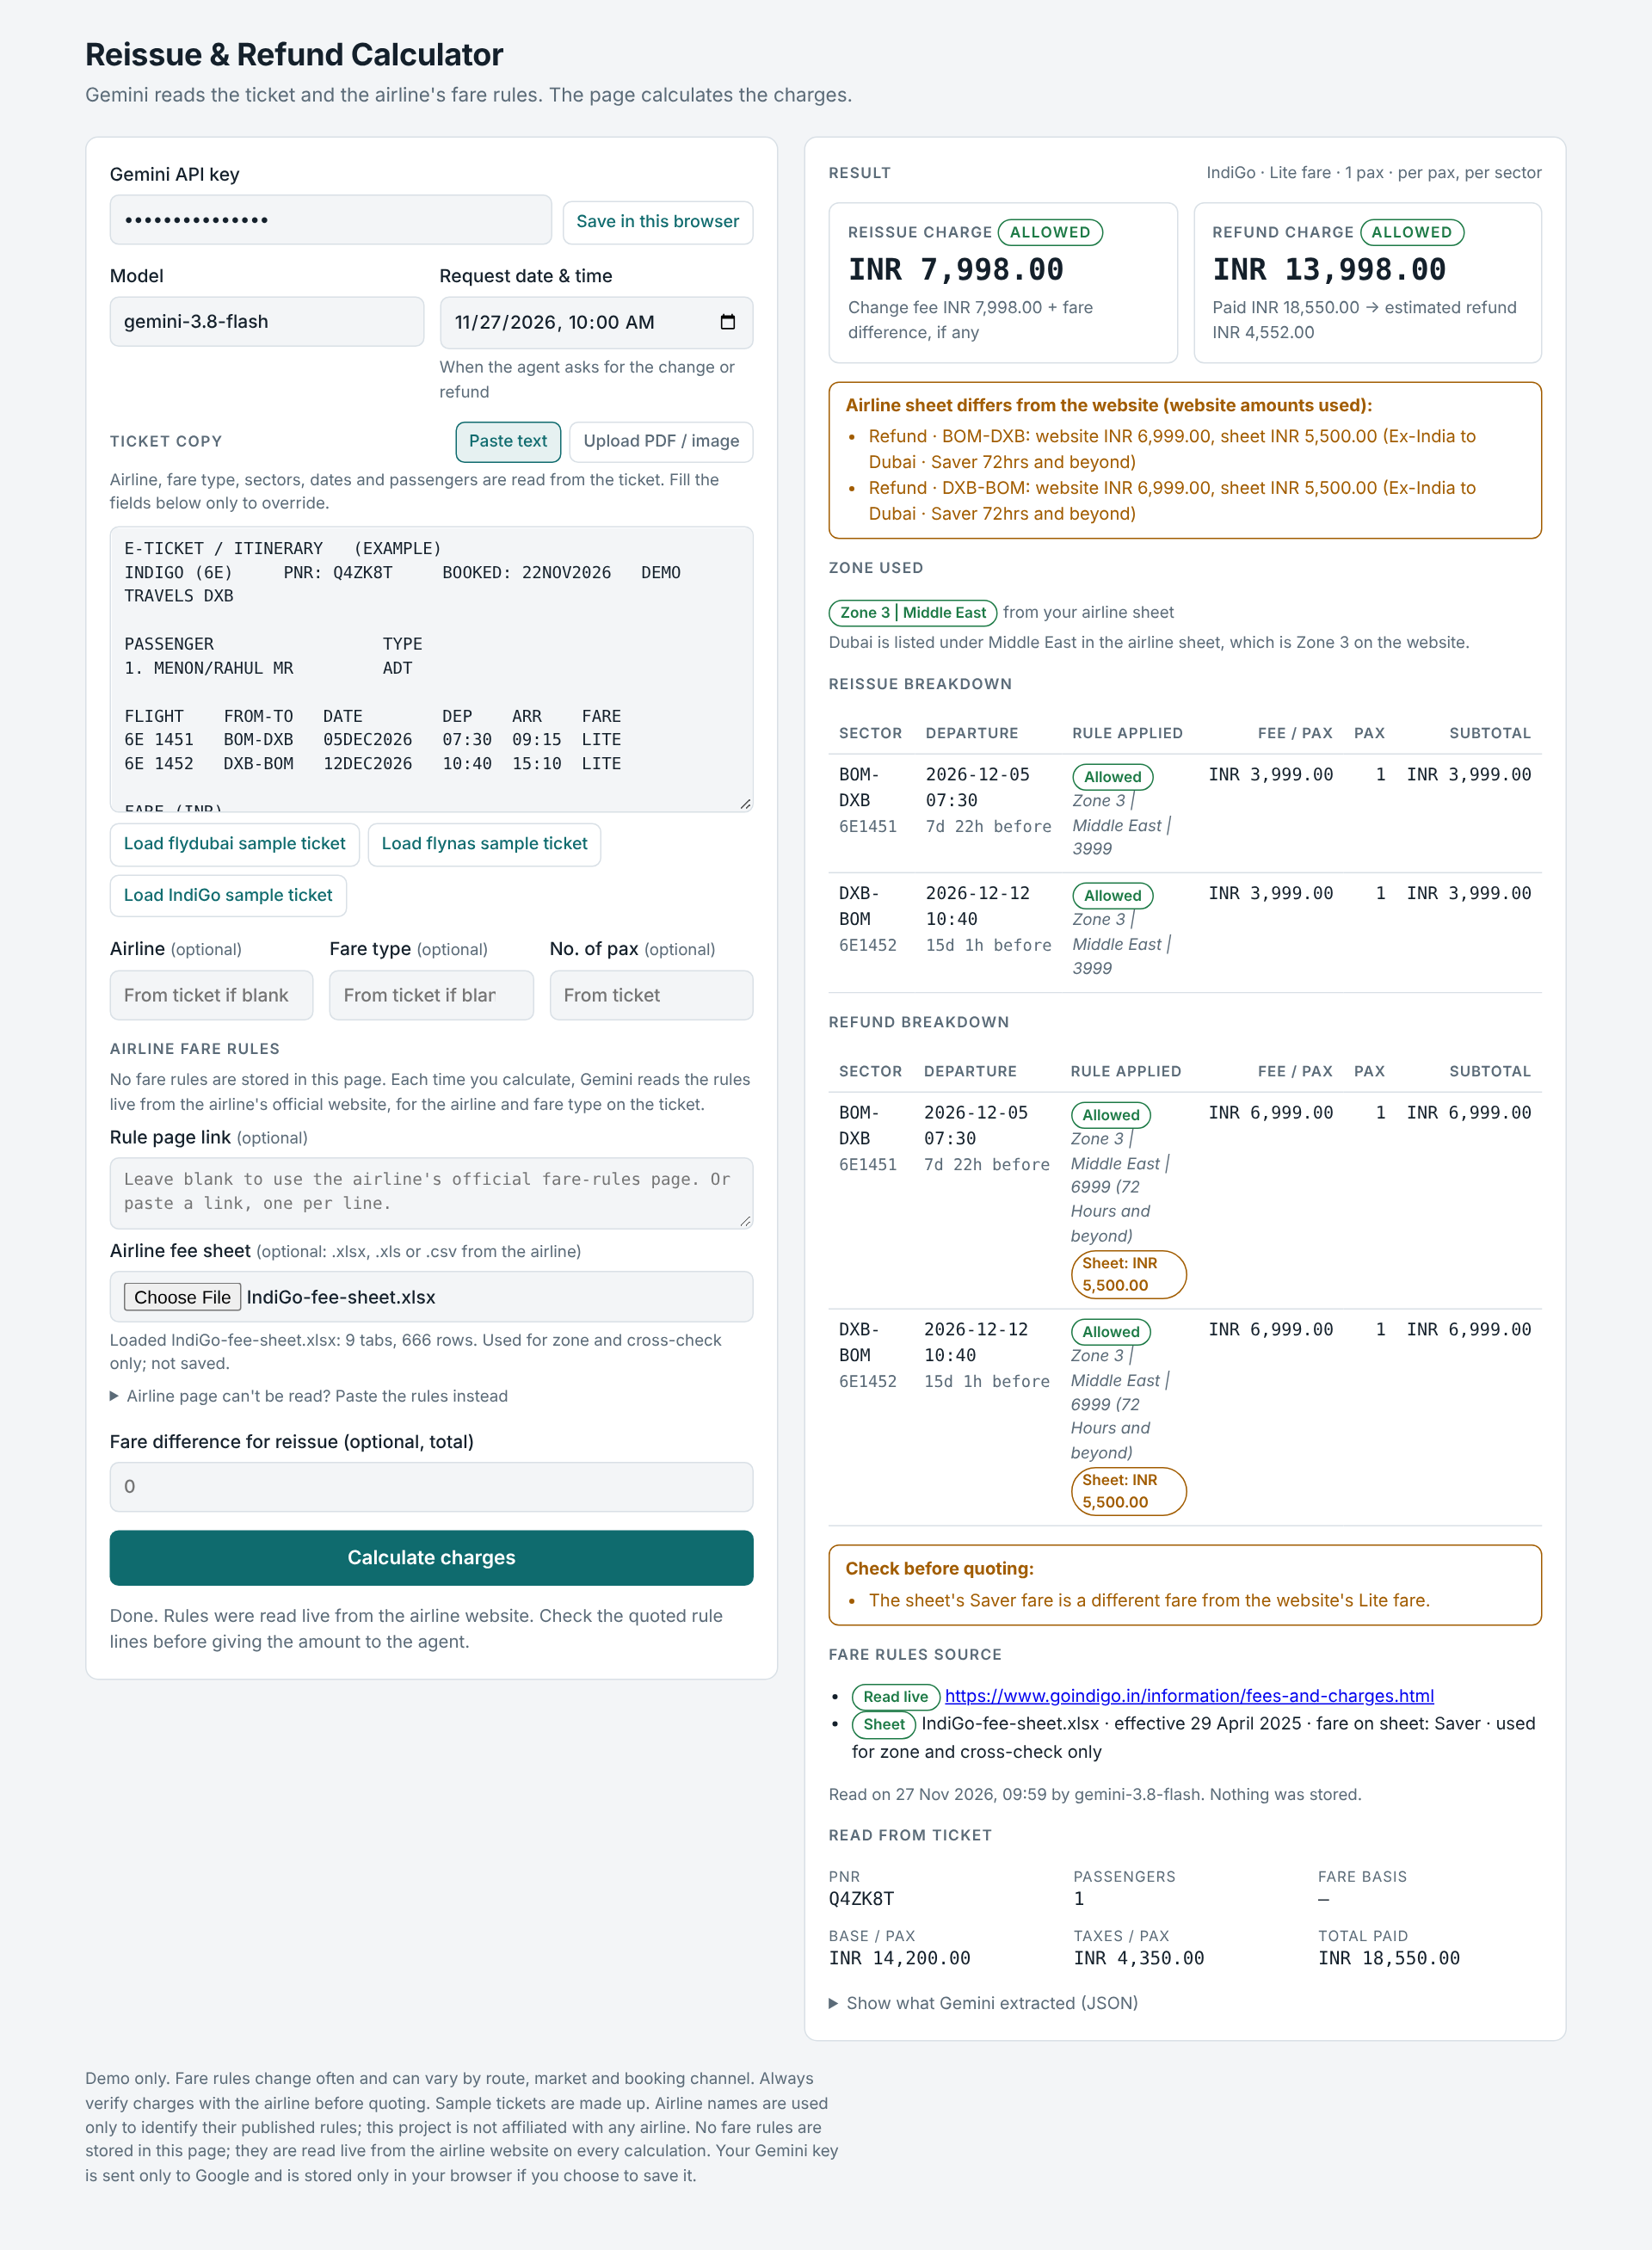 Reissue & Refund Calculator
Gemini reads the ticket and the airline's fare rules. The page calculates the charges.
Gemini API key
•••••••••••••••
Save in this browser
Model
Request date & time
gemini-3.8-flash
11/27/2026, 10:00 AM
When the agent asks for the change or
refund
TICKET COPY
Paste text
Upload PDF / image
Airline, fare type, sectors, dates and passengers are read from the ticket. Fill the
fields below only to override.
E-TICKET / ITINERARY   (EXAMPLE)
INDIGO (6E)     PNR: Q4ZK8T     BOOKED: 22NOV2026   DEMO
TRAVELS DXB
PASSENGER                 TYPE
1. MENON/RAHUL MR         ADT
FLIGHT    FROM-TO   DATE        DEP    ARR    FARE
6E 1451   BOM-DXB   05DEC2026   07:30  09:15  LITE
6E 1452   DXB-BOM   12DEC2026   10:40  15:10  LITE
FARE (INR)
Load flydubai sample ticket
Load flynas sample ticket
Load IndiGo sample ticket
Airline (optional)
Fare type (optional)
No. of pax (optional)
From ticket if blank
From ticket if blar
From ticket
AIRLINE FARE RULES
No fare rules are stored in this page. Each time you calculate, Gemini reads the rules
live from the airline's official website, for the airline and fare type on the ticket.
Rule page link (optional)
Leave blank to use the airline's official fare-rules page. Or
paste a link, one per line.
Airline fee sheet (optional: .xlsx, .xls or .csv from the airline)
Choose File IndiGo-fee-sheet.xlsx
Loaded IndiGo-fee-sheet.xlsx: 9 tabs, 666 rows. Used for zone and cross-check
only; not saved.
▶ Airline page can't be read? Paste the rules instead
Fare difference for reissue (optional, total)
0
Calculate charges
Done. Rules were read live from the airline website. Check the quoted rule
lines before giving the amount to the agent.
RESULT
IndiGo · Lite fare · 1 pax · per pax, per sector
REISSUE CHARGE ALLOWED
INR 7,998.00
Change fee INR 7,998.00 + fare
difference, if any
REFUND CHARGE ALLOWED
INR 13,998.00
Paid INR 18,550.00 → estimated refund
INR 4,552.00
Airline sheet differs from the website (website amounts used):
• Refund · BOM-DXB: website INR 6,999.00, sheet INR 5,500.00 (Ex-India to
Dubai · Saver 72hrs and beyond)
• Refund · DXB-BOM: website INR 6,999.00, sheet INR 5,500.00 (Ex-India to
Dubai · Saver 72hrs and beyond)
ZONE USED
Zone 3 | Middle East from your airline sheet
Dubai is listed under Middle East in the airline sheet, which is Zone 3 on the website.
REISSUE BREAKDOWN
SECTOR DEPARTURE RULE APPLIED FEE / PAX PAX SUBTOTAL
BOM- 2026-12-05 Allowed INR 3,999.00 1 INR 3,999.00
DXB 07:30 Zone 3 |
6E1451 7d 22h before Middle East |
3999
DXB- 2026-12-12 Allowed INR 3,999.00 1 INR 3,999.00
BOM 10:40 Zone 3 |
6E1452 15d 1h before Middle East |
3999
REFUND BREAKDOWN
SECTOR DEPARTURE RULE APPLIED FEE / PAX PAX SUBTOTAL
BOM- 2026-12-05 Allowed INR 6,999.00 1 INR 6,999.00
DXB 07:30 Zone 3 |
6E1451 7d 22h before Middle East |
6999 (72
Hours and
beyond)
Sheet: INR
5,500.00
DXB- 2026-12-12 Allowed INR 6,999.00 1 INR 6,999.00
BOM 10:40 Zone 3 |
6E1452 15d 1h before Middle East |
6999 (72
Hours and
beyond)
Sheet: INR
5,500.00
Check before quoting:
• The sheet's Saver fare is a different fare from the website's Lite fare.
FARE RULES SOURCE
• Read live https://www.goindigo.in/information/fees-and-charges.html
• Sheet IndiGo-fee-sheet.xlsx · effective 29 April 2025 · fare on sheet: Saver · used
for zone and cross-check only
Read on 27 Nov 2026, 09:59 by gemini-3.8-flash. Nothing was stored.
READ FROM TICKET
PNR PASSENGERS FARE BASIS
Q4ZK8T 1 –
BASE / PAX TAXES / PAX TOTAL PAID
INR 14,200.00 INR 4,350.00 INR 18,550.00
▶ Show what Gemini extracted (JSON)
Demo only. Fare rules change often and can vary by route, market and booking channel. Always
verify charges with the airline before quoting. Sample tickets are made up. Airline names are used
only to identify their published rules; this project is not affiliated with any airline. No fare rules are
stored in this page; they are read live from the airline website on every calculation. Your Gemini key
is sent only to Google and is stored only in your browser if you choose to save it.